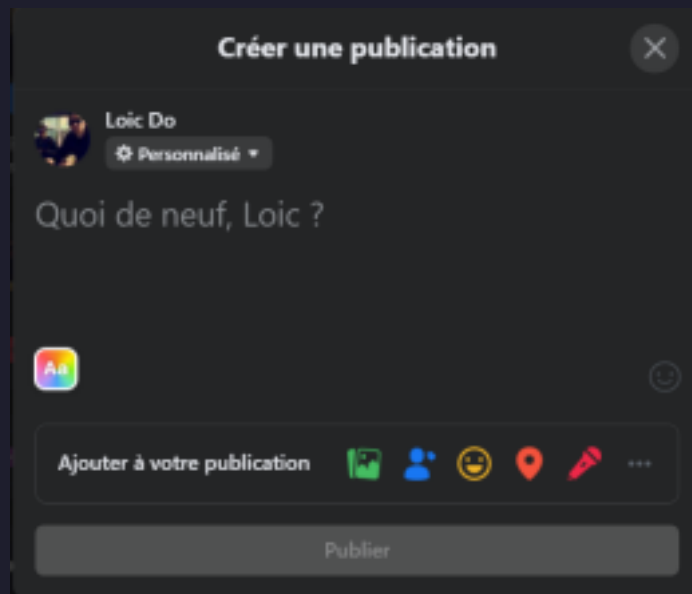 Créer une publication
Loic Do
Personnalisé
Quoi de neuf, Loic ?
Aa
Ajouter à votre publication
Publier